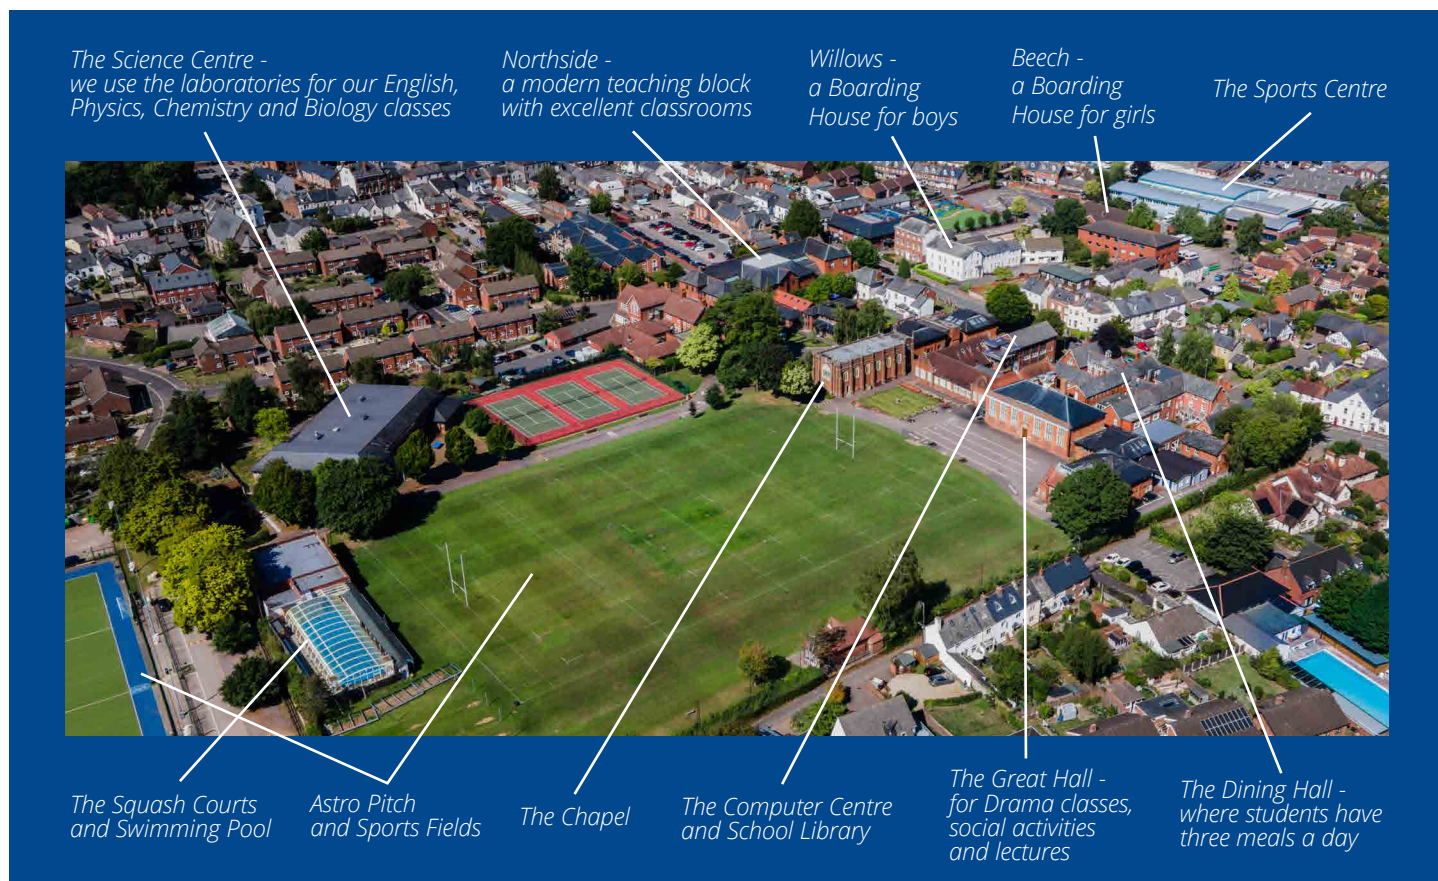 The Science Centre -
we use the laboratories for our English,
Physics, Chemistry and Biology classes
Northside -
a modern teaching block
with excellent classrooms
Willows -
a Boarding
House for boys
Beech -
a Boarding
House for girls
The Sports Centre
The Squash Courts
and Swimming Pool
Astro Pitch
and Sports Fields
The Chapel
The Computer Centre
and School Library
The Great Hall -
for Drama classes,
social activities
and lectures
The Dining Hall -
where students have
three meals a day